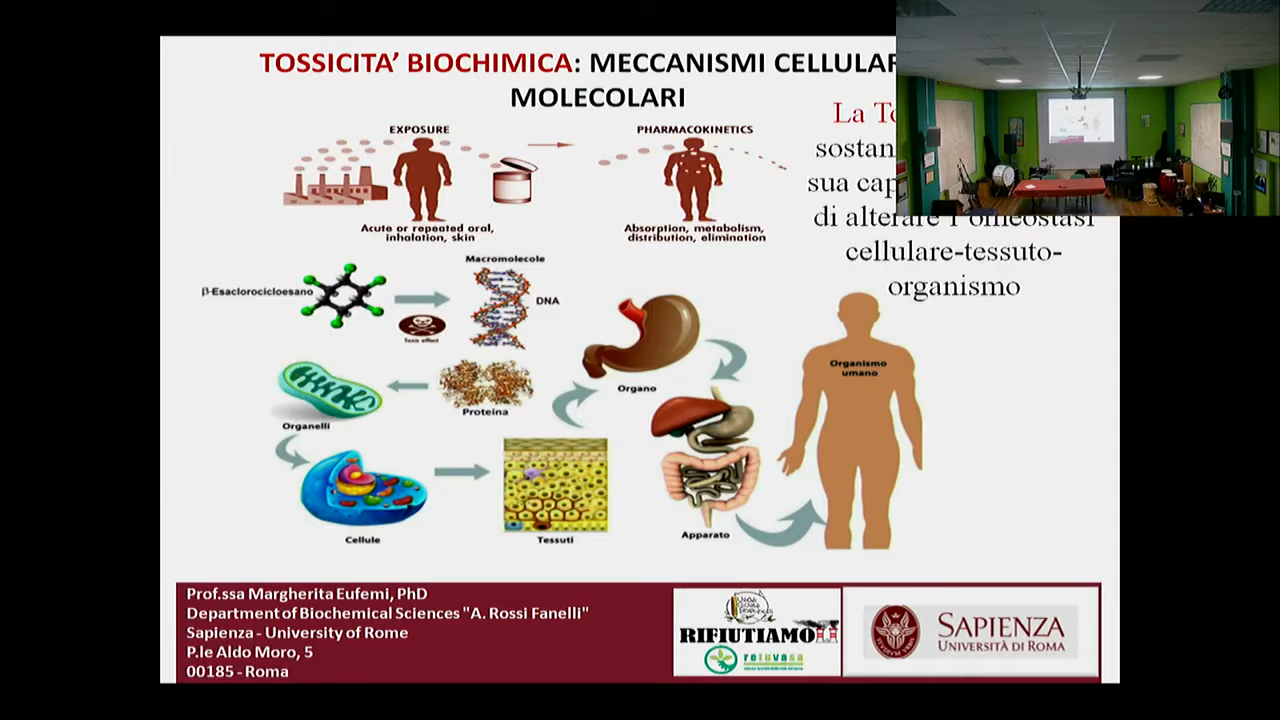 TOSSICITA' BIOCHIMICA: MECCANISMI CELLULAR
MOLECOLARI
EXPOSURE
PHARMACOKINETICS
Acute or repeated oral,
inhalation, skin
Absorption, metabolism,
distribution, elimination
La To
sostan
sua cap
di alterare l'omeostasi
cellulare-tessuto-
organismo
Macromolecole
β-Esaclorocicloesano
DNA
Toxic effect
Organo
Proteina
Organelli
Organismo
umano
Cellule
Tessuti
Apparato
Prof.ssa Margherita Eufemi, PhD
Department of Biochemical Sciences "A. Rossi Fanelli"
Sapienza - University of Rome
P.le Aldo Moro, 5
00185 - Roma
RIFIUTIAMO
retuvasa
SAPIENZA
UNIVERSITÀ DI ROMA